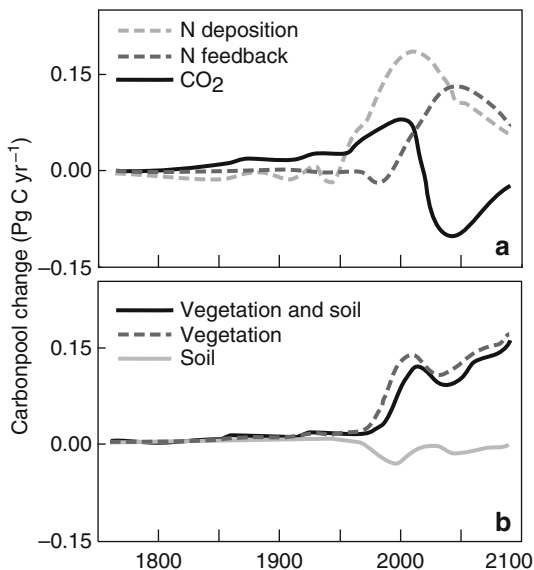 N deposition
N feedback
CO₂
0.15
0.00
−0.15
a
Carbonpool change (Pg C yr⁻¹)
Vegetation and soil
Vegetation
Soil
0.15
0.00
−0.15
b
1800 1900 2000 2100